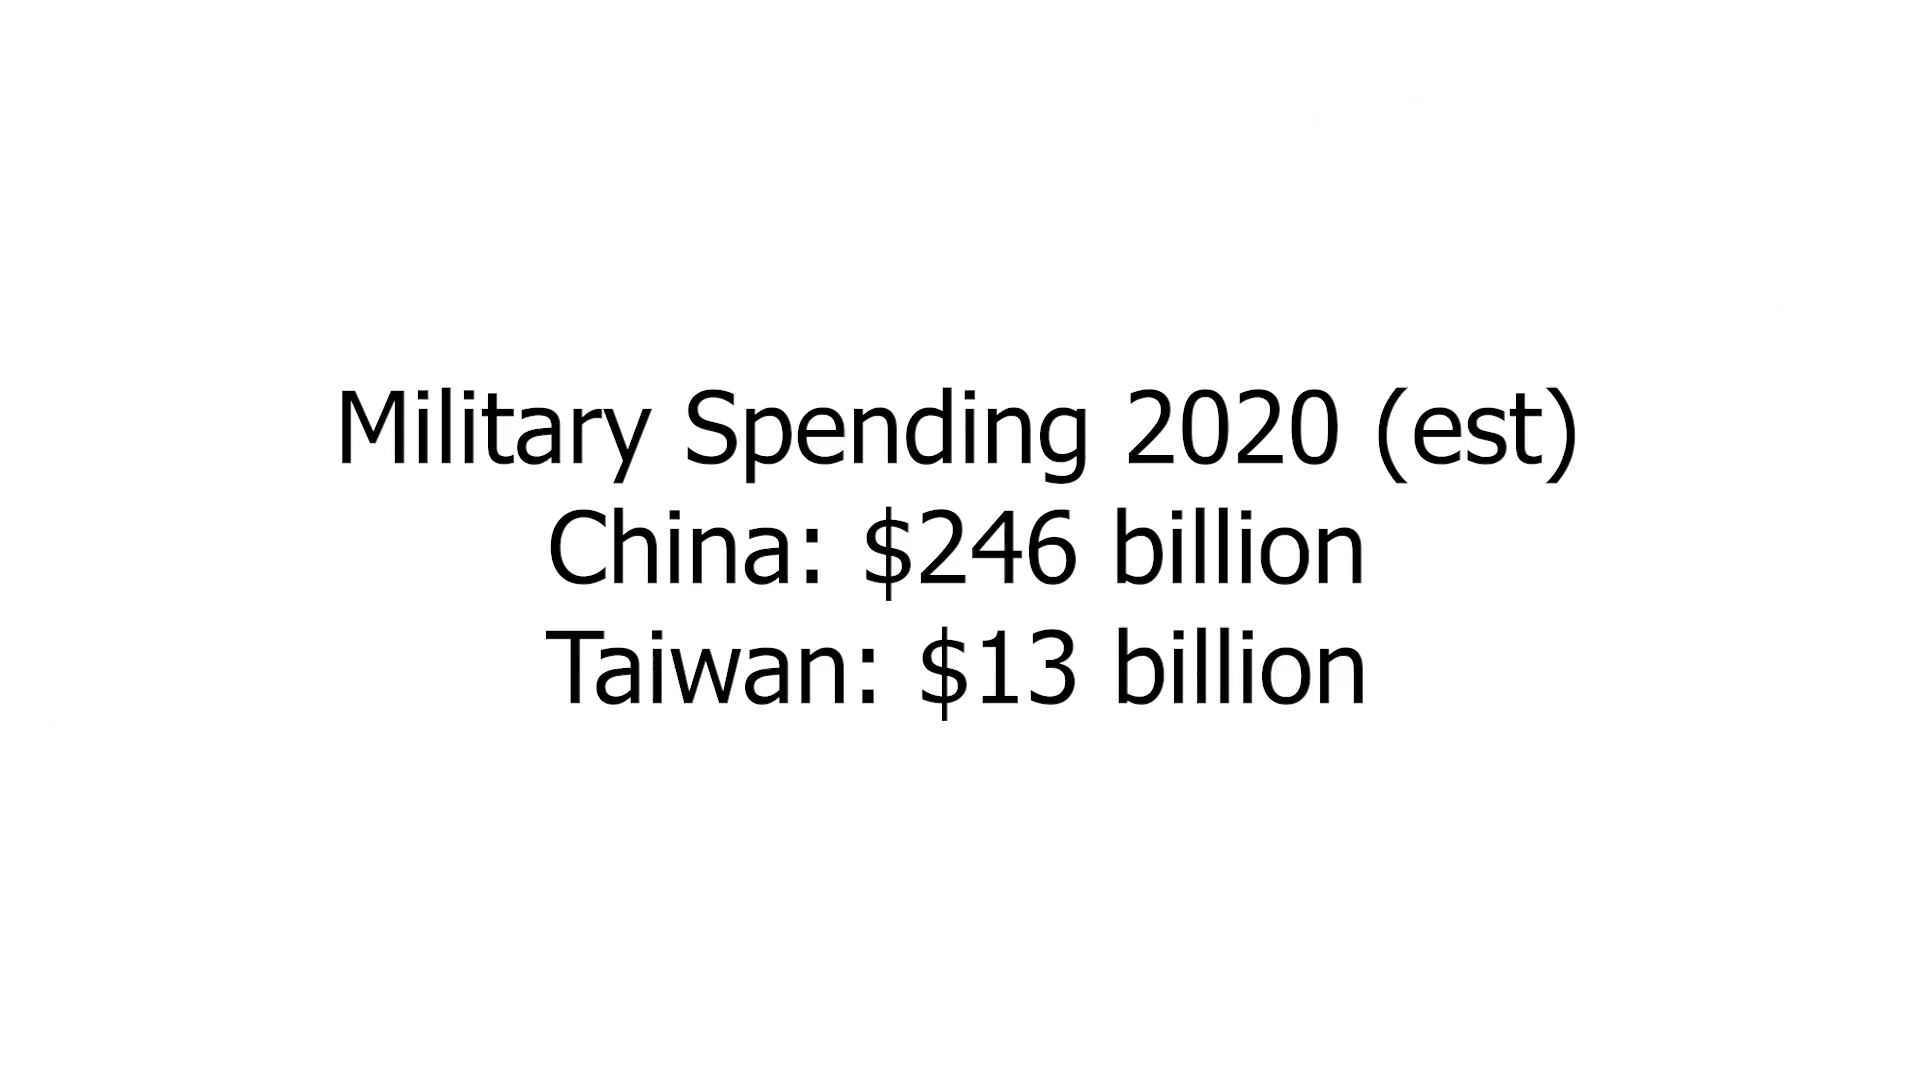 Military Spending 2020 (est)
China: $246 billion
Taiwan: $13 billion